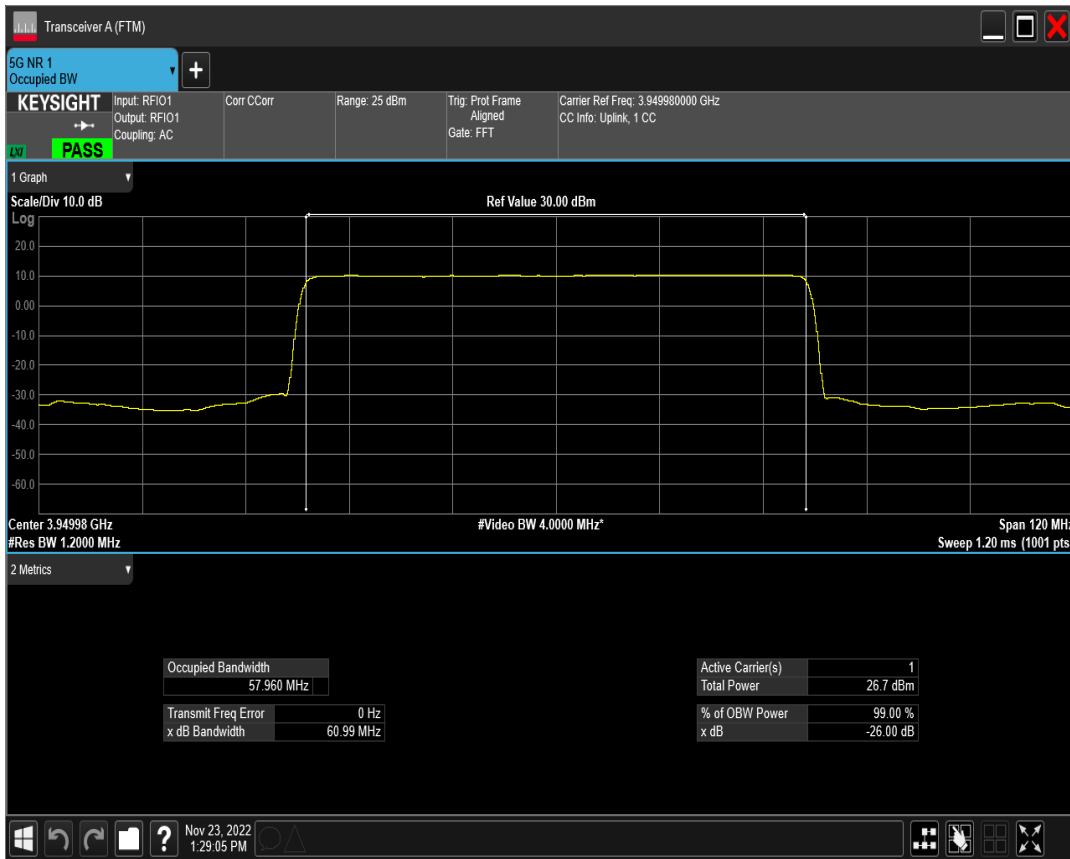 Transceiver A (FTM)
5G NR 1
Occupied BW
KEYSIGHT
LXI
PASS
Input: RFIO1
Output: RFIO1
Coupling: AC
Corr CCorr
Range: 25 dBm
Trig: Prot Frame
Aligned
Gate: FFT
Carrier Ref Freq: 3.949980000 GHz
CC Info: Uplink, 1 CC
1 Graph
Scale/Div 10.0 dB
Ref Value 30.00 dBm
Log
20.0
10.0
0.00
-10.0
-20.0
-30.0
-40.0
-50.0
-60.0
Center 3.94998 GHz
#Video BW 4.0000 MHz*
Span 120 MHz
#Res BW 1.2000 MHz
Sweep 1.20 ms (1001 pts
2 Metrics
Occupied Bandwidth
57.960 MHz
Transmit Freq Error 0 Hz
x dB Bandwidth 60.99 MHz
Active Carrier(s) 1
Total Power 26.7 dBm
% of OBW Power 99.00 %
x dB -26.00 dB
Nov 23, 2022
1:29:05 PM